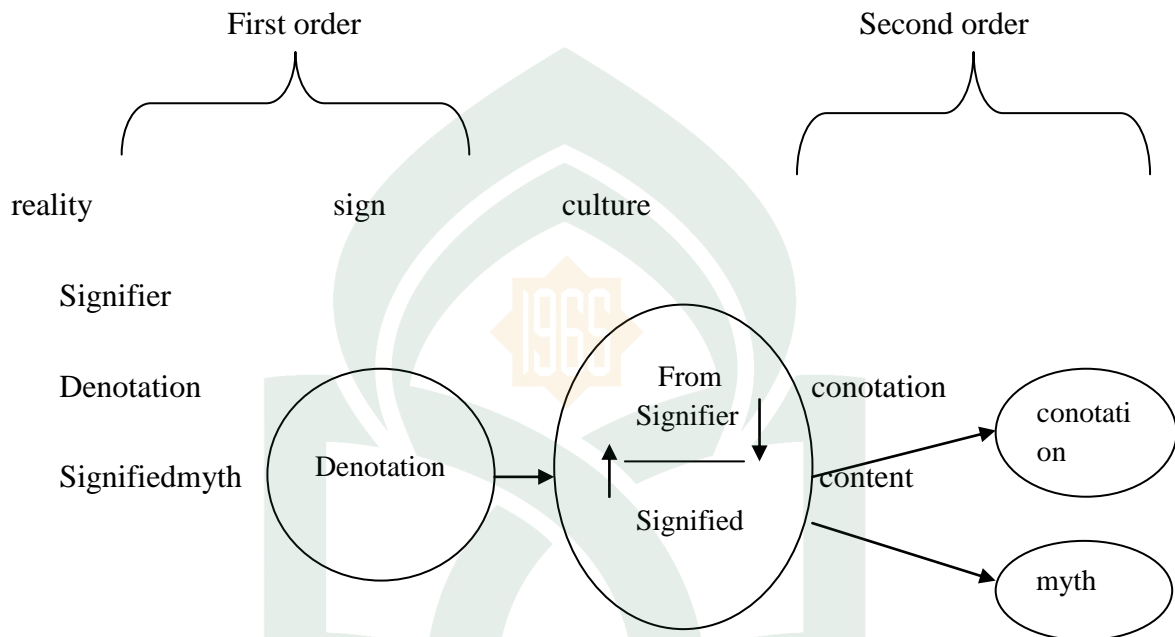 First order Second order
reality sign culture
Signifier
From
Denotation conotation
Signifier conotati
on
Signifiedmyth Denotation content
Signified
myth
1965